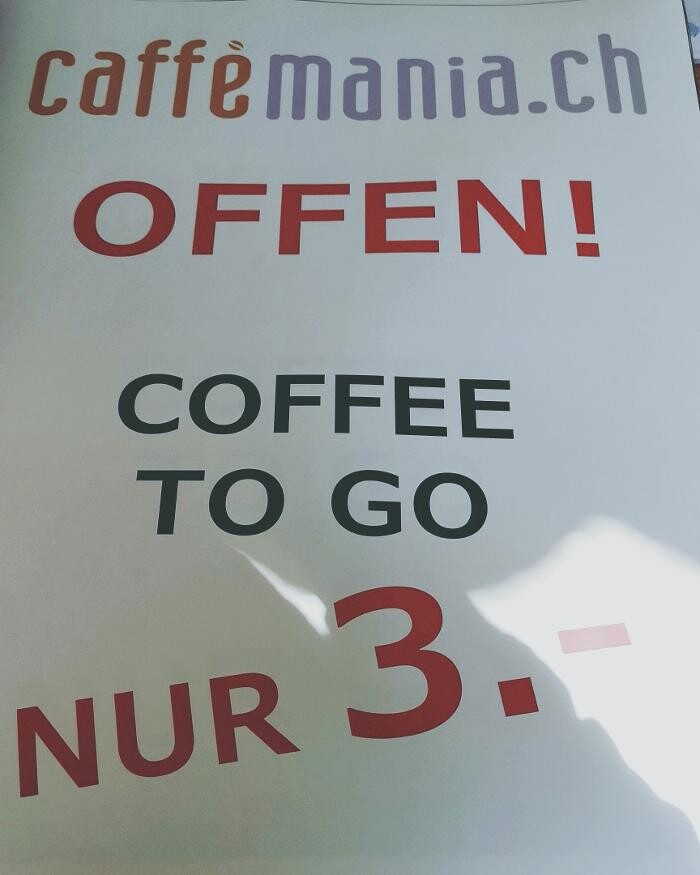 caffèmania.ch
OFFEN!
COFFEE
TO GO
NUR 3.-